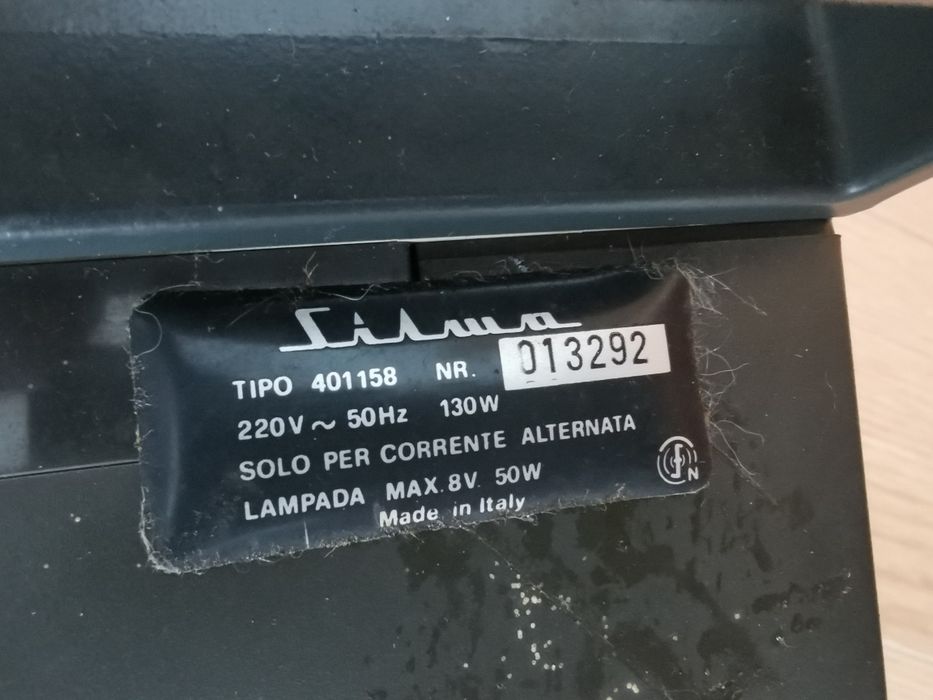 Silma
TIPO 401158 NR. 013292
220V ~ 50Hz 130W
SOLO PER CORRENTE ALTERNATA
LAMPADA MAX.8V. 50W
Made in Italy
N